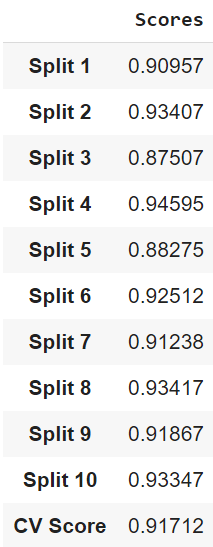 Scores
Split 1 0.90957
Split 2 0.93407
Split 3 0.87507
Split 4 0.94595
Split 5 0.88275
Split 6 0.92512
Split 7 0.91238
Split 8 0.93417
Split 9 0.91867
Split 10 0.93347
CV Score 0.91712